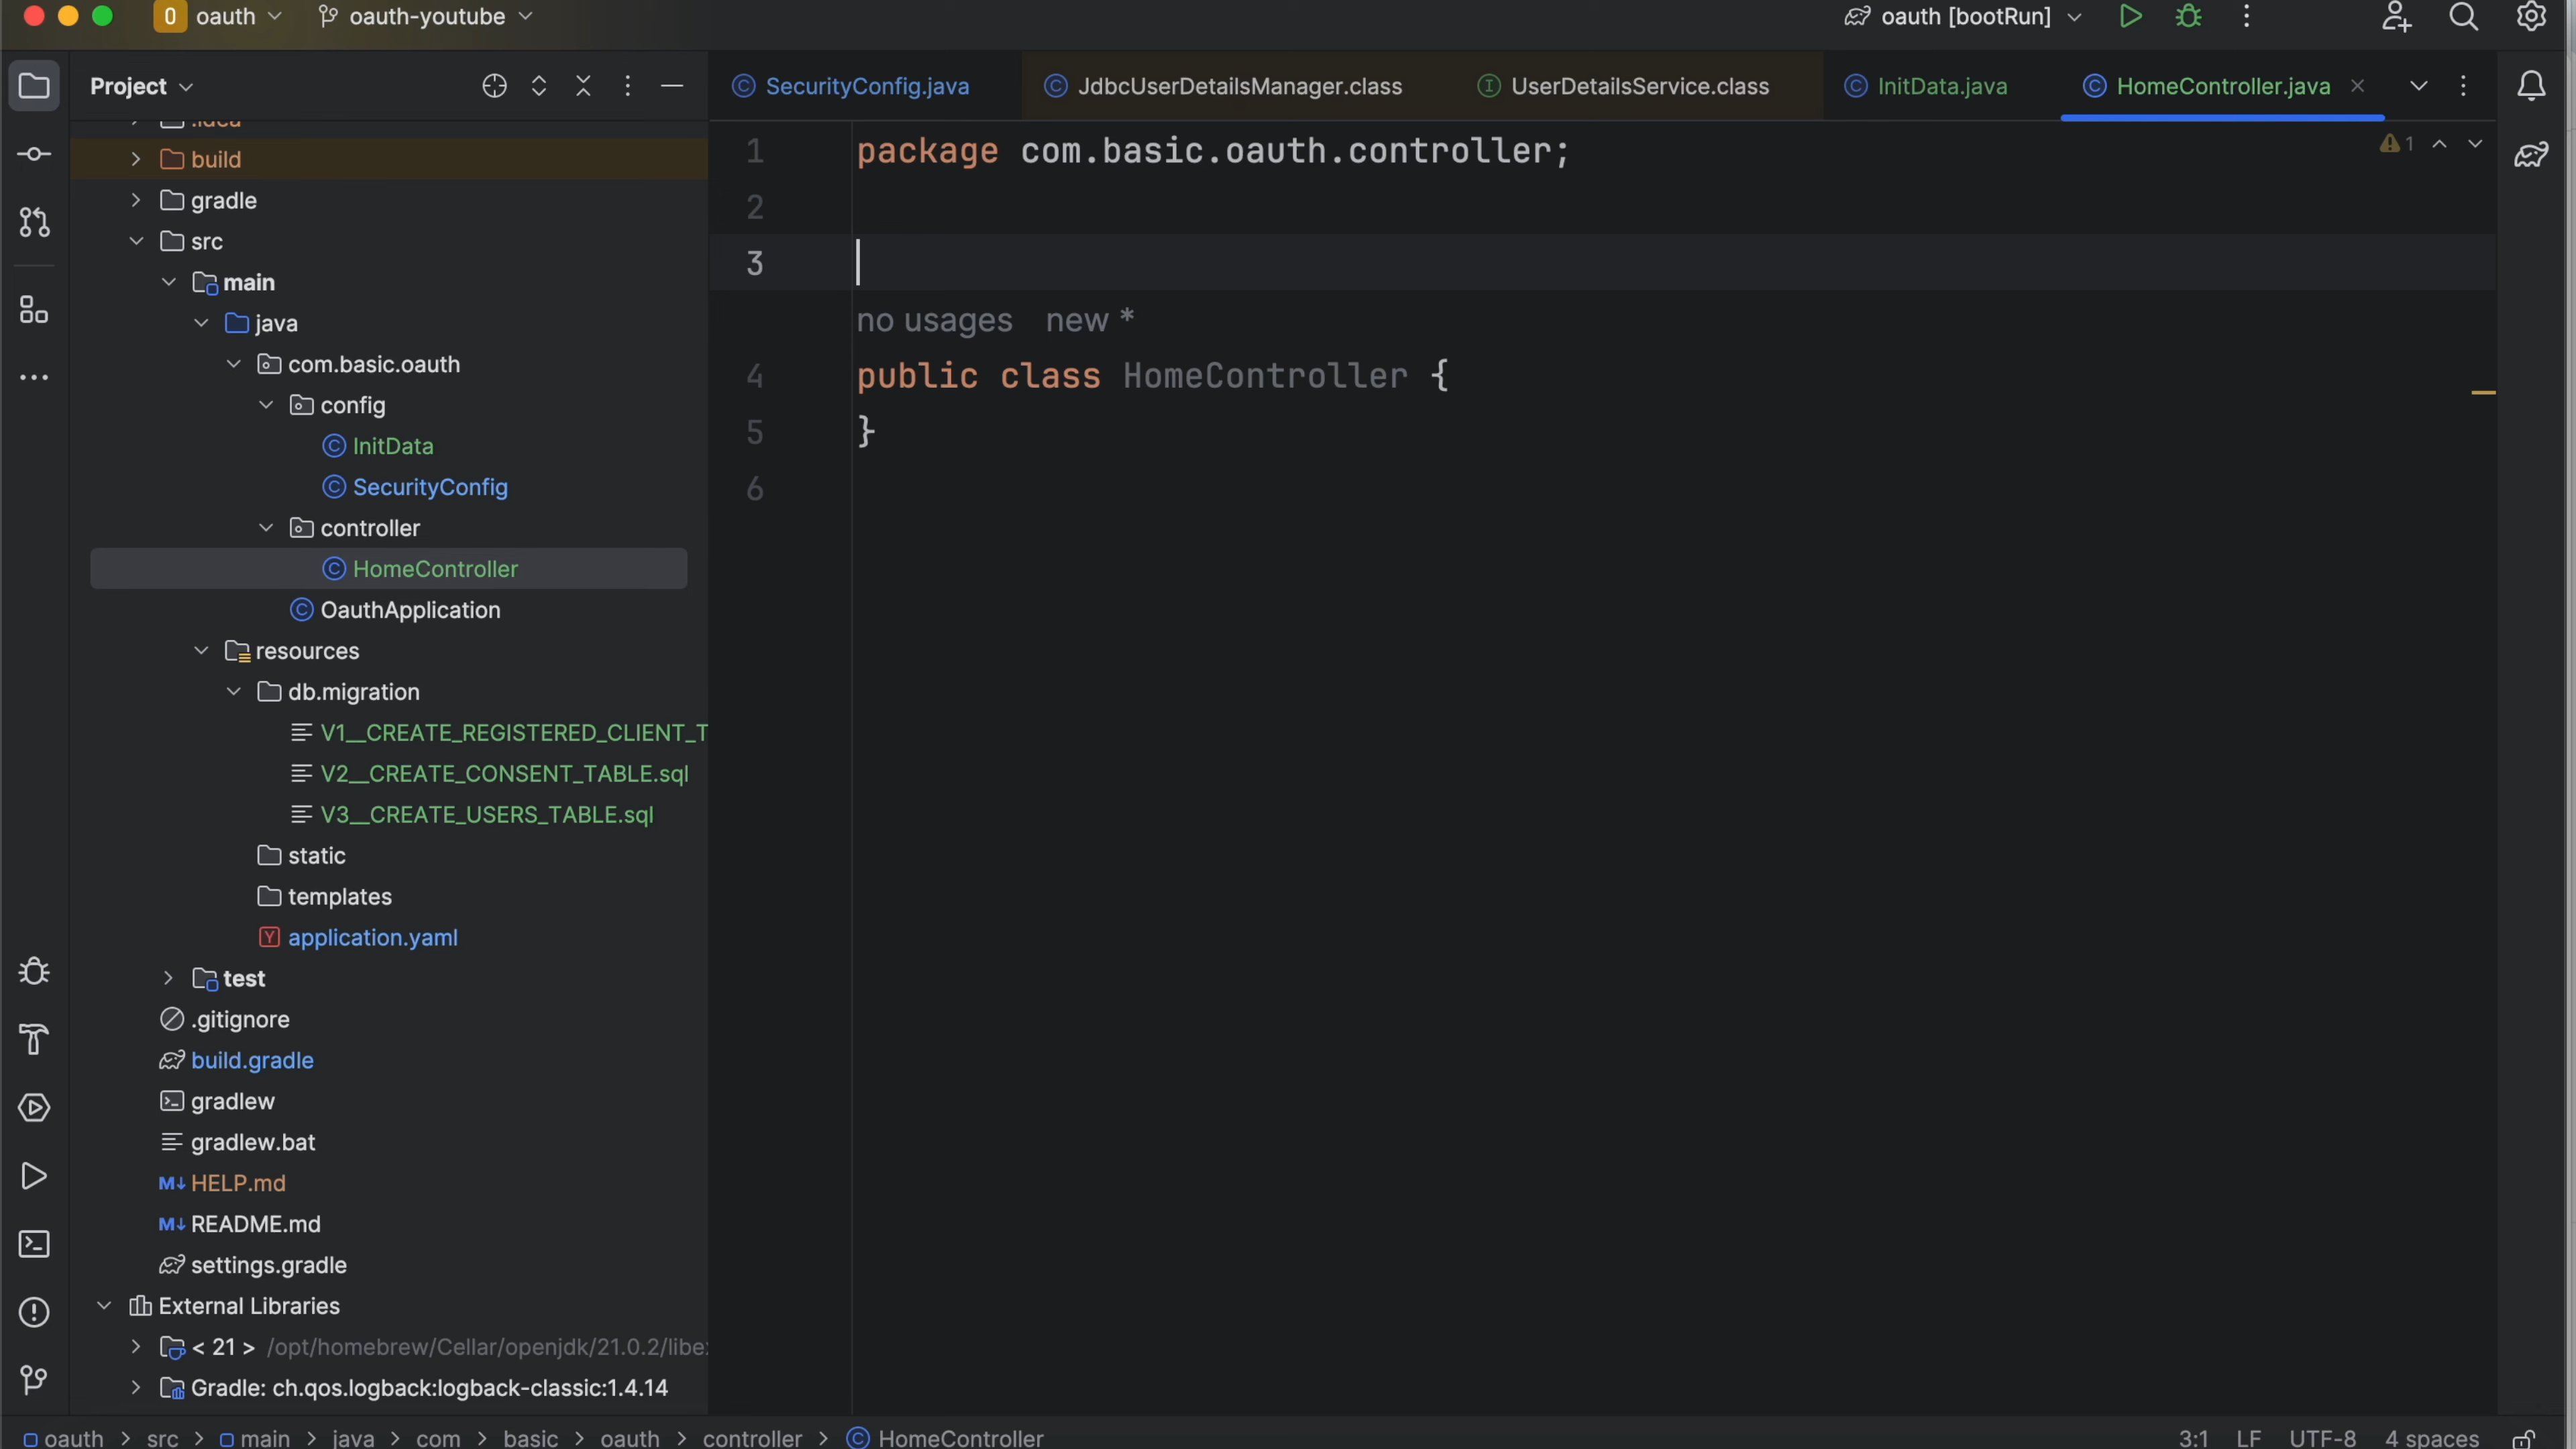 O oauth oauth-youtube oauth [bootRun]
Project
SecurityConfig.java JdbcUserDetailsManager.class UserDetailsService.class InitData.java HomeController.java
.idea
build
gradle
src
main
java
com.basic.oauth
config
InitData
SecurityConfig
controller
HomeController
OauthApplication
resources
db.migration
V1__CREATE_REGISTERED_CLIENT_T
V2__CREATE_CONSENT_TABLE.sql
V3__CREATE_USERS_TABLE.sql
static
templates
application.yaml
test
.gitignore
build.gradle
gradlew
gradlew.bat
M↓ HELP.md
M↓ README.md
settings.gradle
External Libraries
< 21 > /opt/homebrew/Cellar/openjdk/21.0.2/libe
Gradle: ch.qos.logback:logback-classic:1.4.14
1 package com.basic.oauth.controller;
2
3
no usages new *
4 public class HomeController {
5 }
6
1
oauth > src > main > java > com > basic > oauth > controller > HomeController
3:1 LF UTF-8 4 spaces